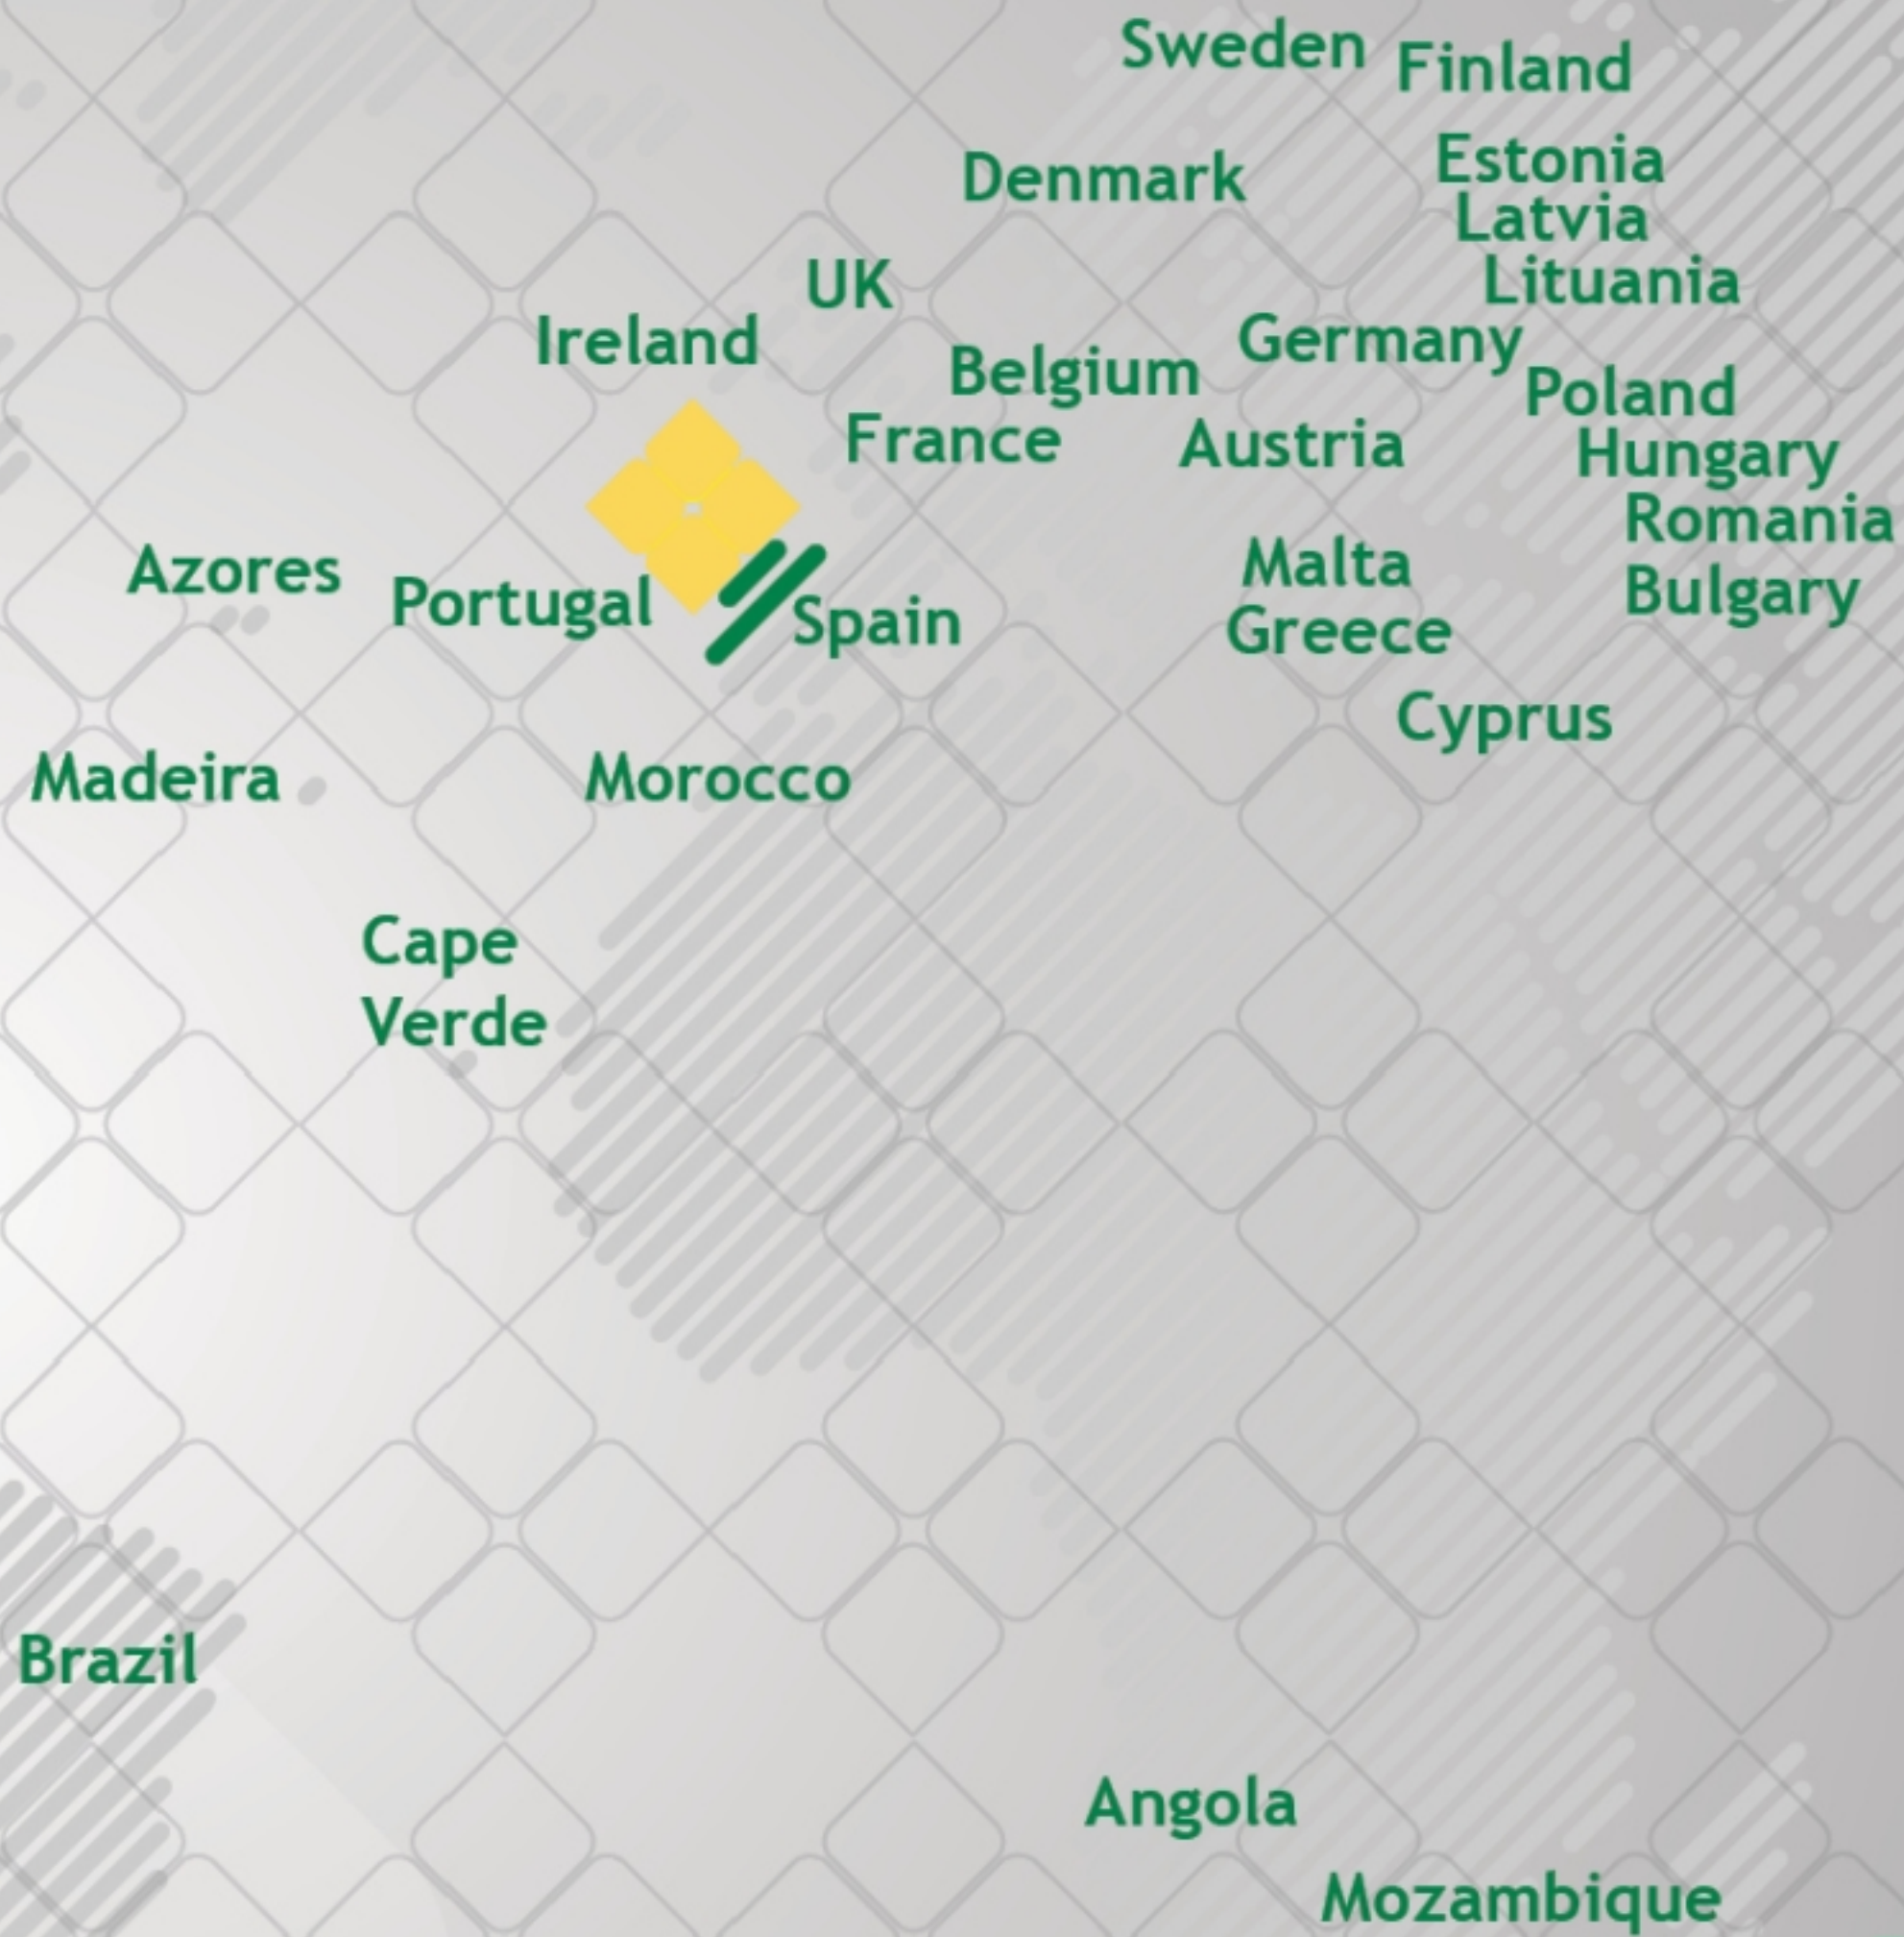 Sweden
Finland
Estonia
Denmark
Latvia
UK
Lituania
Ireland
Germany
Belgium
Poland
France
Austria
Hungary
Romania
Malta
Azores
Bulgary
Portugal
Spain
Greece
Cyprus
Madeira
Morocco
Cape
Verde
Brazil
Angola
Mozambique